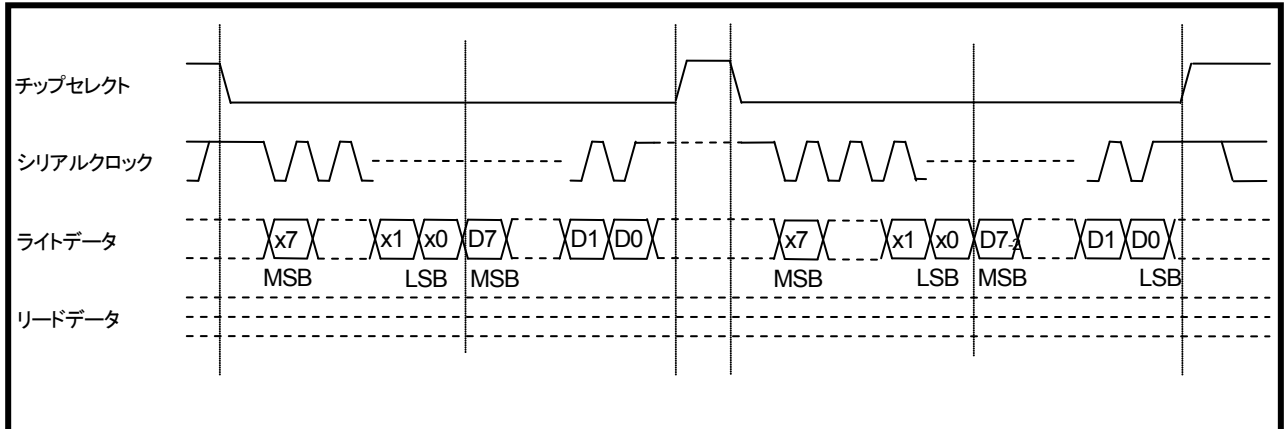 チップセレクト
シリアルクロック
ライトデータ
x7 x1 x0 D7 D1 D0 x7 x1 x0 D7-2 D1 D0
MSB LSB MSB MSB LSB MSB LSB
リードデータ